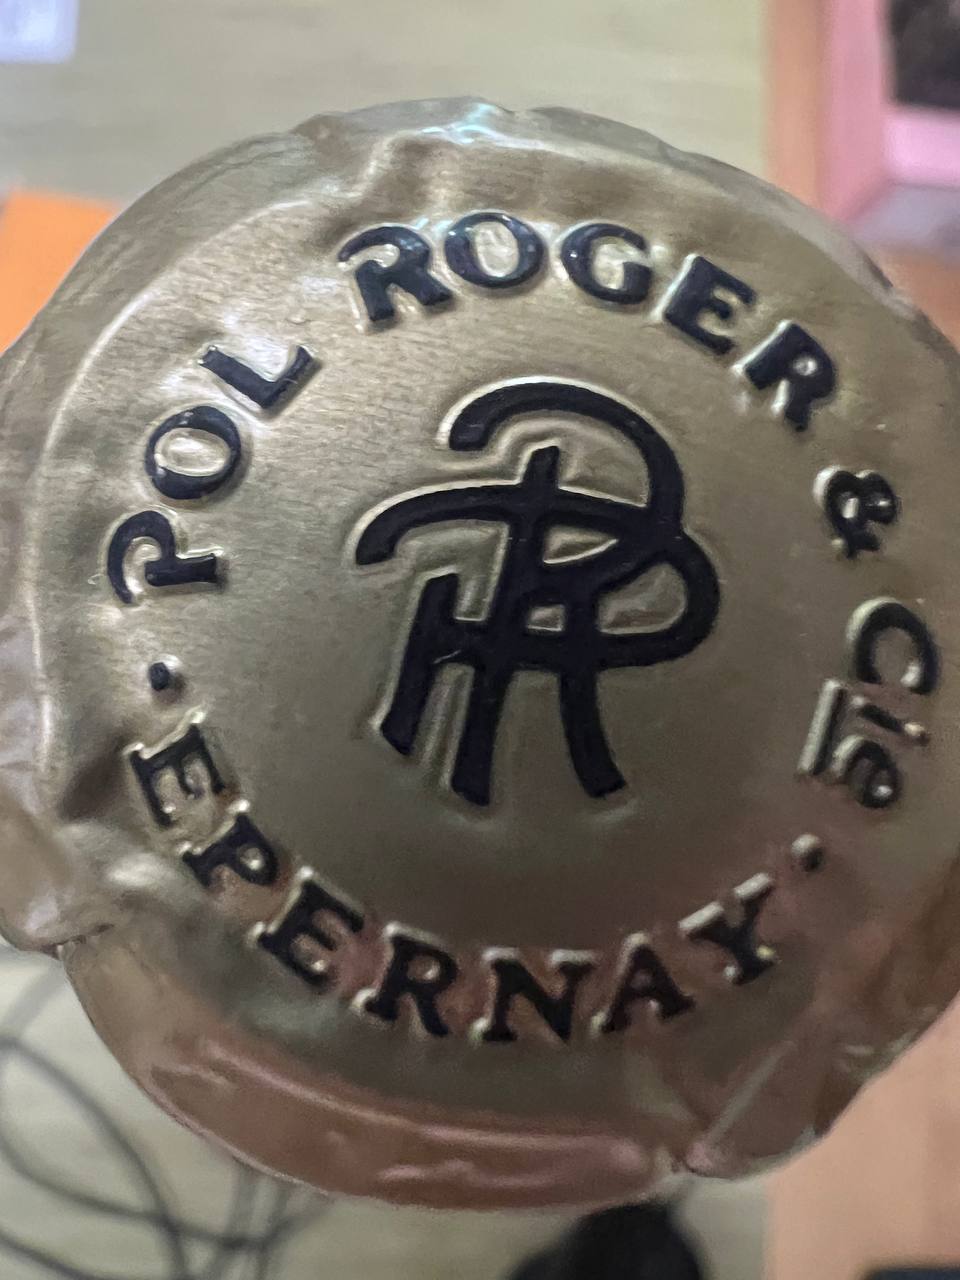 POL ROGER & Cie
· EPERNAY ·
PR